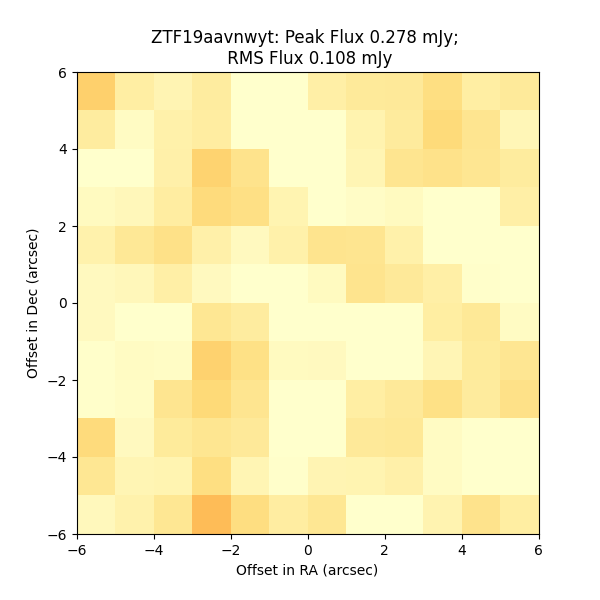 ZTF19aavnwyt: Peak Flux 0.278 mJy;
RMS Flux 0.108 mJy
6
4
2
0
−2
−4
−6
Offset in Dec (arcsec)
−6 −4 −2 0 2 4 6
Offset in RA (arcsec)